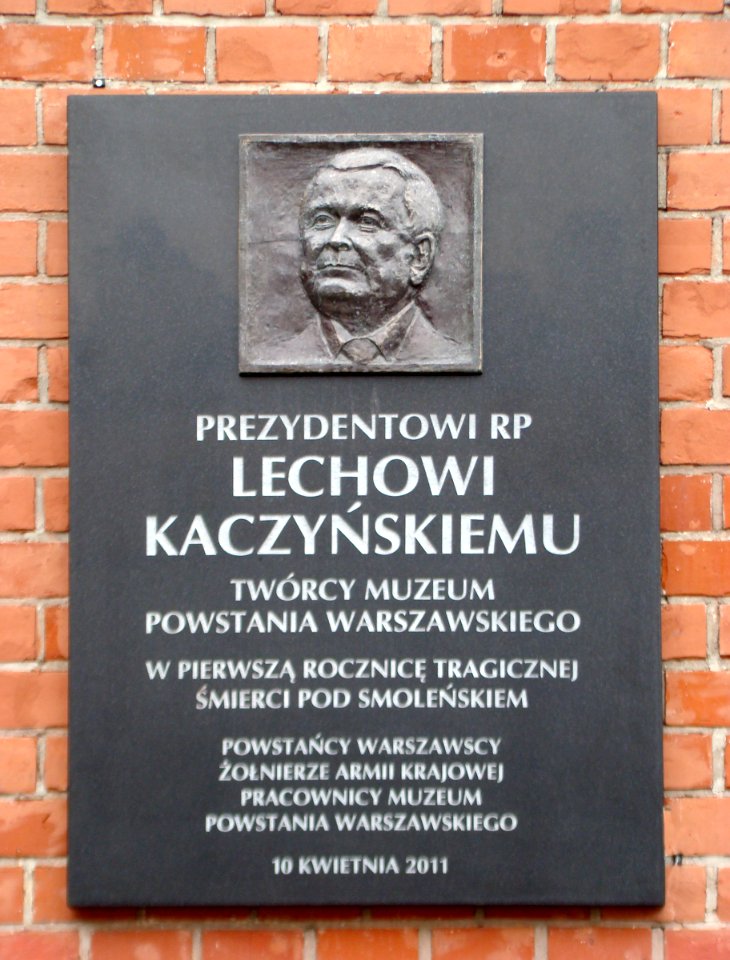 PREZYDENTOWI RP
LECHOWI
KACZYŃSKIEMU
TWÓRCY MUZEUM
POWSTANIA WARSZAWSKIEGO
W PIERWSZĄ ROCZNICĘ TRAGICZNEJ
ŚMIERCI POD SMOLEŃSKIEM
POWSTAŃCY WARSZAWSCY
ŻOŁNIERZE ARMII KRAJOWEJ
PRACOWNICY MUZEUM
POWSTANIA WARSZAWSKIEGO
10 KWIETNIA 2011